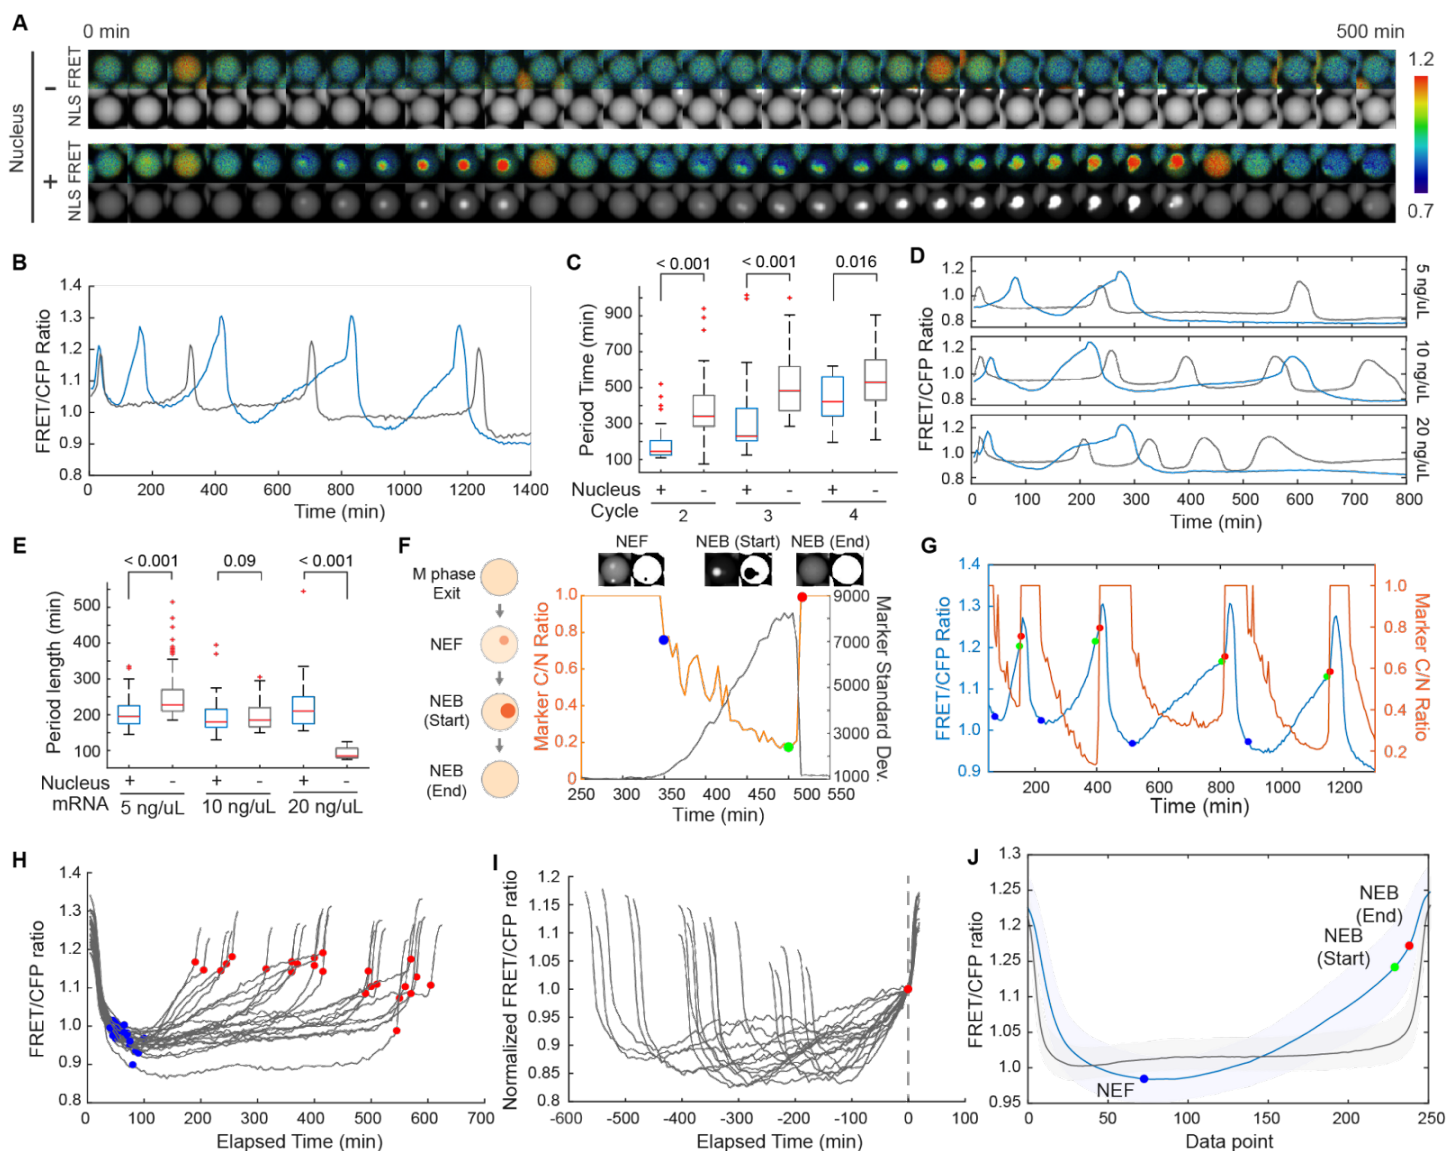 A
0 min
500 min
Nucleus
-
NLS FRET
+
NLS FRET
1.2
0.7
B
FRET/CFP Ratio
1.4
1.3
1.2
1.1
1.0
0.9
0.8
0 200 400 600 800 1000 1200 1400
Time (min)
C
< 0.001 < 0.001 0.016
Period Time (min)
900
700
500
300
100
Nucleus + - + - + -
Cycle 2 3 4
D
FRET/CFP Ratio
1.2
1.0
0.8
5 ng/uL
1.2
1.0
0.8
10 ng/uL
1.2
1.0
0.8
20 ng/uL
0 100 200 300 400 500 600 700 800
Time (min)
E
< 0.001 0.09 < 0.001
Period length (min)
500
400
300
200
100
Nucleus + - + - + -
mRNA 5 ng/uL 10 ng/uL 20 ng/uL
F
M phase
Exit
NEF
NEB
(Start)
NEB
(End)
NEF NEB (Start) NEB (End)
Marker C/N Ratio
1.0
0.8
0.6
0.4
0.2
0
9000
7000
5000
3000
1000
Marker Standard Dev.
250 300 350 400 450 500 550
Time (min)
G
FRET/CFP Ratio
1.4
1.3
1.2
1.1
1.0
0.9
1.0
0.8
0.6
0.4
0.2
Marker C/N Ratio
200 400 600 800 1000 1200
Time (min)
H
FRET/CFP ratio
1.4
1.3
1.2
1.1
1.0
0.9
0.8
0 100 200 300 400 500 600 700
Elapsed Time (min)
I
Normalized FRET/CFP ratio
1.2
1.15
1.1
1.05
1.0
0.95
0.9
0.85
0.8
-600 -500 -400 -300 -200 -100 0 100
Elapsed Time (min)
J
FRET/CFP ratio
1.3
1.25
1.2
1.15
1.1
1.05
1.0
0.95
NEB
(End)
NEB
(Start)
NEF
0 50 100 150 200 250
Data point